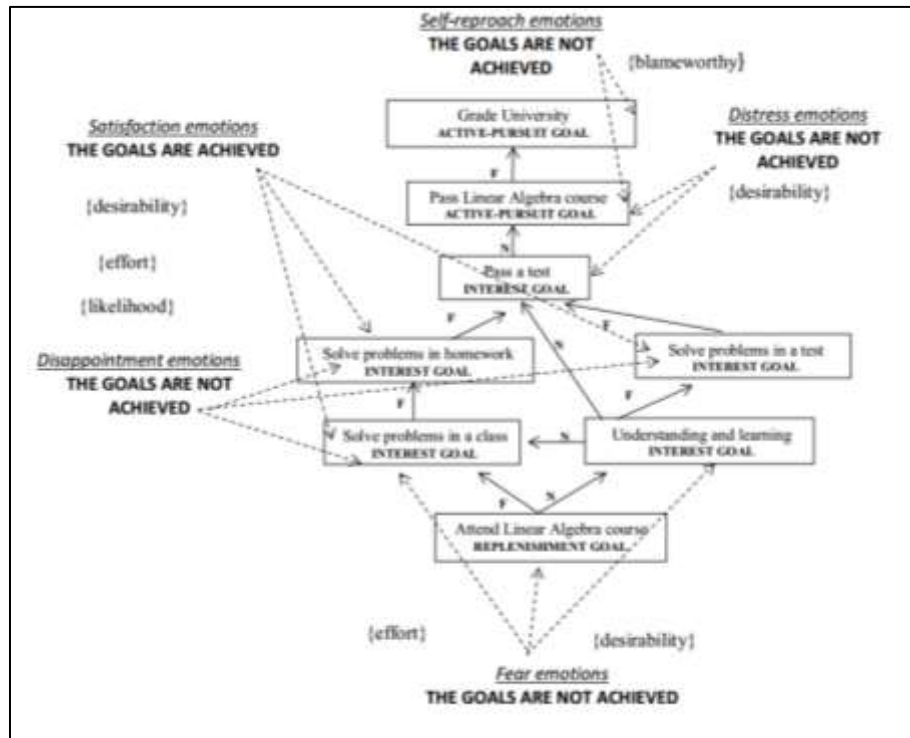 Self-reproach emotions
THE GOALS ARE NOT
ACHIEVED
{blameworthy}
Grade University
ACTIVE-PURSUIT GOAL
Satisfaction emotions
THE GOALS ARE ACHIEVED
Distress emotions
THE GOALS ARE NOT
ACHIEVED
F
Pass Linear Algebra course
ACTIVE-PURSUIT GOAL
{desirability}
{desirability}
N
{effort}
Pass a test
INTEREST GOAL
{likelihood}
F
F
N
Solve problems in homework
INTEREST GOAL
Solve problems in a test
INTEREST GOAL
Disappointment emotions
THE GOALS ARE NOT
ACHIEVED
F
F
Solve problems in a class
INTEREST GOAL
N
Understanding and learning
INTEREST GOAL
F
N
Attend Linear Algebra course
REPLENISHMENT GOAL
{effort}
{desirability}
Fear emotions
THE GOALS ARE NOT ACHIEVED